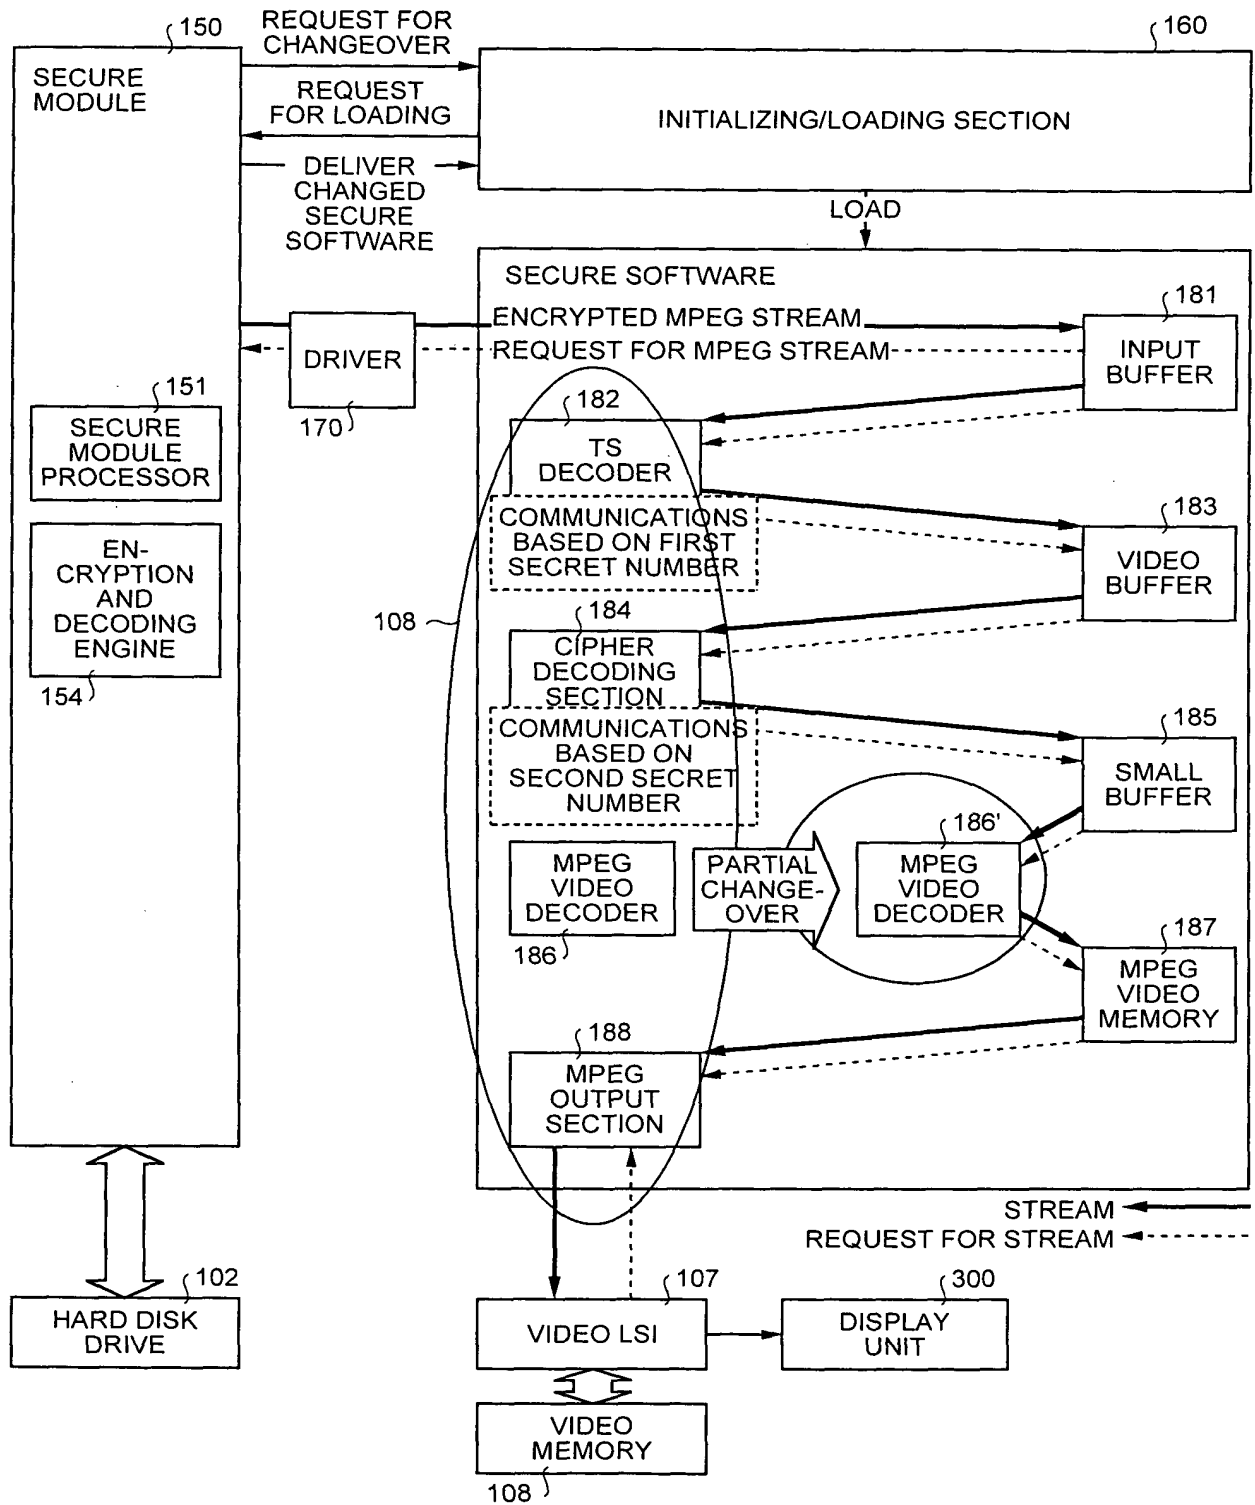 150
REQUEST FOR
CHANGEOVER
160
SECURE
MODULE
REQUEST
FOR LOADING
INITIALIZING/LOADING SECTION
DELIVER
CHANGED
SECURE
SOFTWARE
LOAD
SECURE SOFTWARE
181
ENCRYPTED MPEG STREAM
REQUEST FOR MPEG STREAM
DRIVER
170
INPUT
BUFFER
151
SECURE
MODULE
PROCESSOR
182
TS
DECODER
COMMUNICATIONS
BASED ON FIRST
SECRET NUMBER
183
VIDEO
BUFFER
EN-
CRYPTION
AND
DECODING
ENGINE
154
108
184
CIPHER
DECODING
SECTION
COMMUNICATIONS
BASED ON
SECOND SECRET
NUMBER
185
SMALL
BUFFER
MPEG
VIDEO
DECODER
186
PARTIAL
CHANGE-
OVER
186'
MPEG
VIDEO
DECODER
187
MPEG
VIDEO
MEMORY
188
MPEG
OUTPUT
SECTION
STREAM
REQUEST FOR STREAM
102
HARD DISK
DRIVE
107
VIDEO LSI
300
DISPLAY
UNIT
VIDEO
MEMORY
108